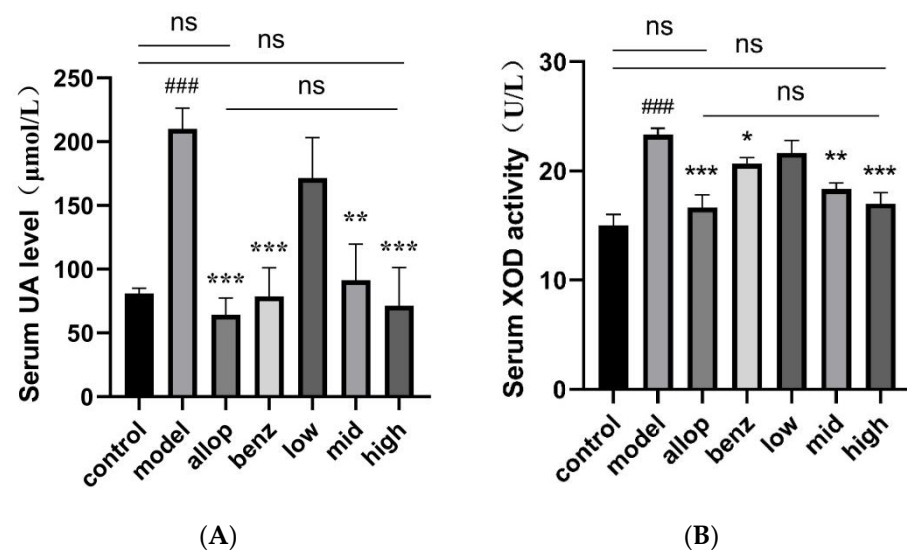 ns
ns
ns
###
***
***
**
***
Serum UA level（μmol/L）
250
200
150
100
50
0
control
model
allop
benz
low
mid
high
(A)
ns
ns
ns
###
***
*
**
***
Serum XOD activity（U/L）
30
20
10
0
control
model
allop
benz
low
mid
high
(B)